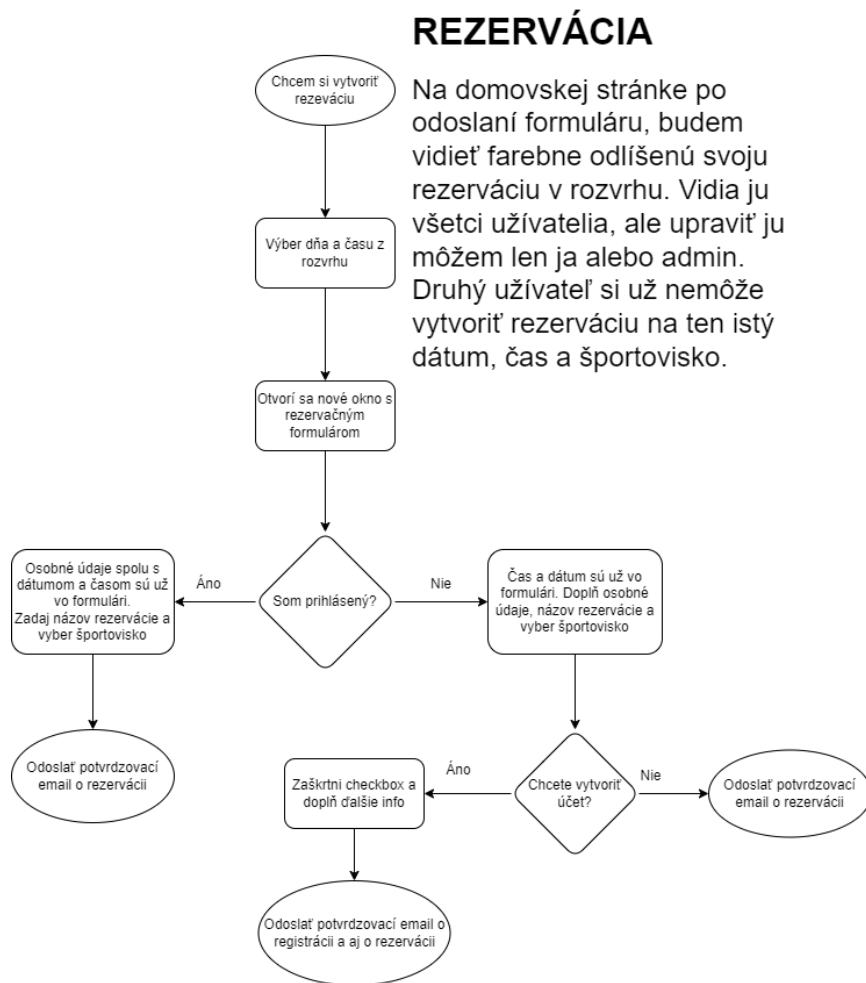 REZERVÁCIA
Na domovskej stránke po
odoslaní formuláru, budem
vidieť farebne odlíšenú svoju
rezerváciu v rozvrhu. Vidia ju
všetci užívatelia, ale upraviť ju
môžem len ja alebo admin.
Druhý užívateľ si už nemôže
vytvoriť rezerváciu na ten istý
dátum, čas a športovisko.
Chcem si vytvoriť
rezeváciu
Výber dňa a času z
rozvrhu
Otvorí sa nové okno s
rezervačným
formulárom
Som prihlásený?
Áno
Nie
Osobné údaje spolu s
dátumom a časom sú už
vo formulári.
Zadaj názov rezervácie a
vyber športovisko
Čas a dátum sú už vo
formulári. Doplň osobné
údaje, názov rezervácie a
vyber športovisko
Odoslať potvrdzovací
email o rezervácii
Chcete vytvoriť
účet?
Áno
Nie
Zaškrtni checkbox a
doplň ďalšie info
Odoslať potvrdzovací
email o rezervácii
Odoslať potvrdzovací email o
registrácii a aj o rezervácii